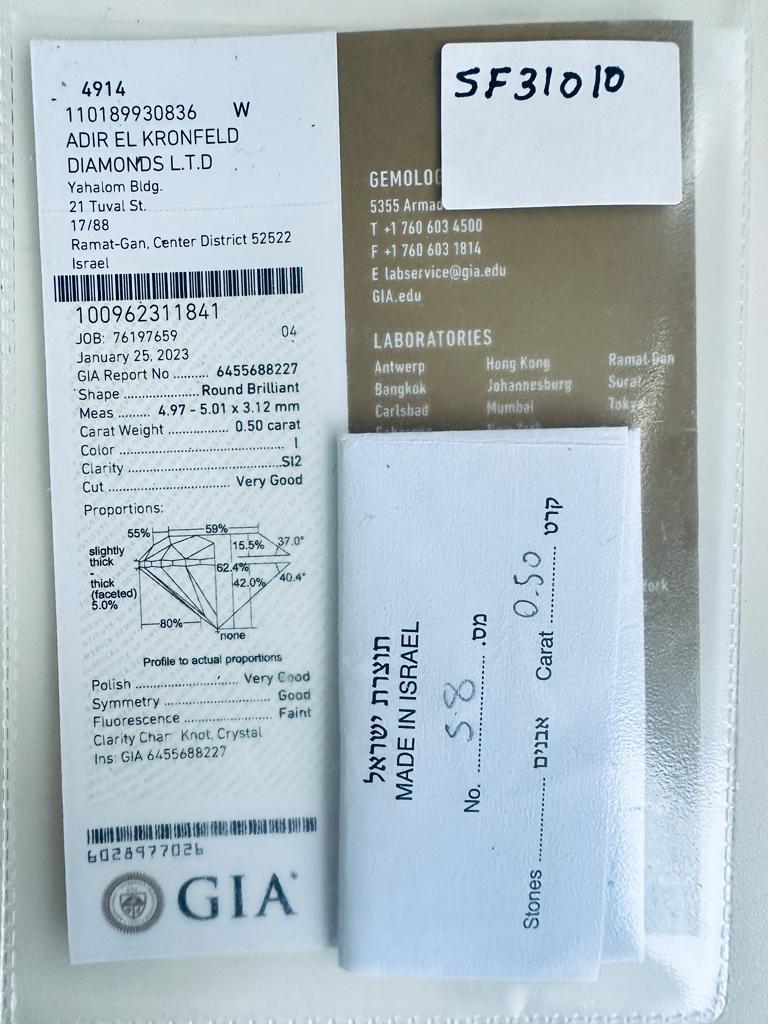 4914
110189930836 W
ADIR EL KRONFELD
DIAMONDS L.T.D
Yahalom Bldg.
21 Tuval St.
17/88
Ramat-Gan, Center District 52522
Israel
100962311841
JOB: 76197659 04
January 25, 2023
GIA Report No .......... 6455688227
Shape .................... Round Brilliant
Meas ......... 4.97 - 5.01 x 3.12 mm
Carat Weight ................. 0.50 carat
Color ........................................ I
Clarity ..................................... SI2
Cut ................................ Very Good
Proportions:
55% 59%
15.5% 37.0°
slightly
thick
-
thick
(faceted)
5.0%
62.4%
42.0% 40.4°
80%
none
Profile to actual proportions
Polish ........................ Very Good
Symmetry ........................... Good
Fluorescence ...................... Faint
Clarity Char: Knot, Crystal
Ins: GIA 6455688227
6028977026
GIA
SF31010
5355
T +1 760 603 4500
F +1 760 603 1814
E labservice@gia.edu
GIA.edu
LABORATORIES
Antwerp Hong Kong Ramat Gan
Bangkok Johannesburg Surat
Carlsbad Mumbai
תוצרת ישראל
MADE IN ISRAEL
No. ............ S8 ............ מס.
Stones ............ אבנים Carat ............ 0.50 ............ קרט